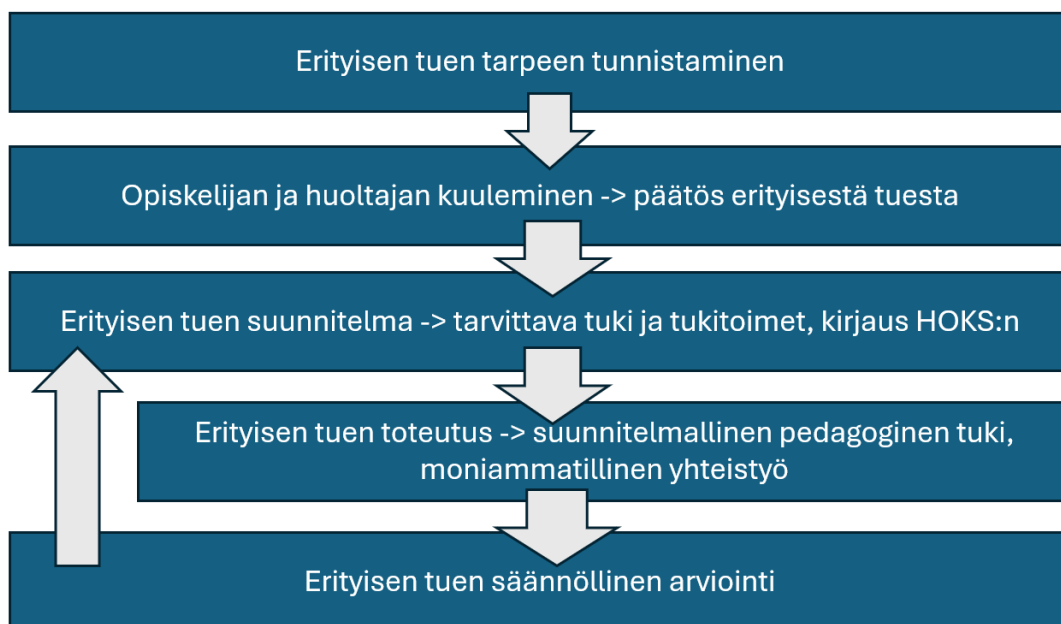 Erityisen tuen tarpeen tunnistaminen
Opiskelijan ja huoltajan kuuleminen -> päätös erityisestä tuesta
Erityisen tuen suunnitelma -> tarvittava tuki ja tukitoimet, kirjaus HOKS:n
Erityisen tuen toteutus -> suunnitelmallinen pedagoginen tuki,
moniammatillinen yhteistyö
Erityisen tuen säännöllinen arviointi